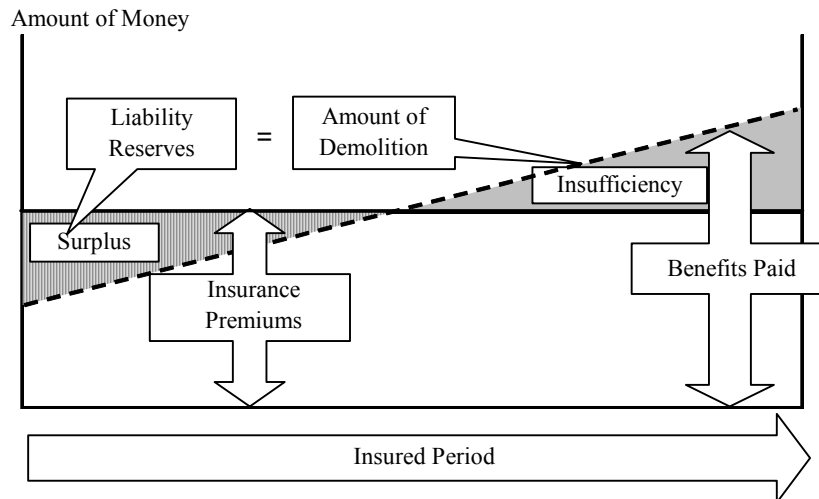 Amount of Money
Liability
Reserves
=
Amount of
Demolition
Insufficiency
Surplus
Benefits Paid
Insurance
Premiums
Insured Period